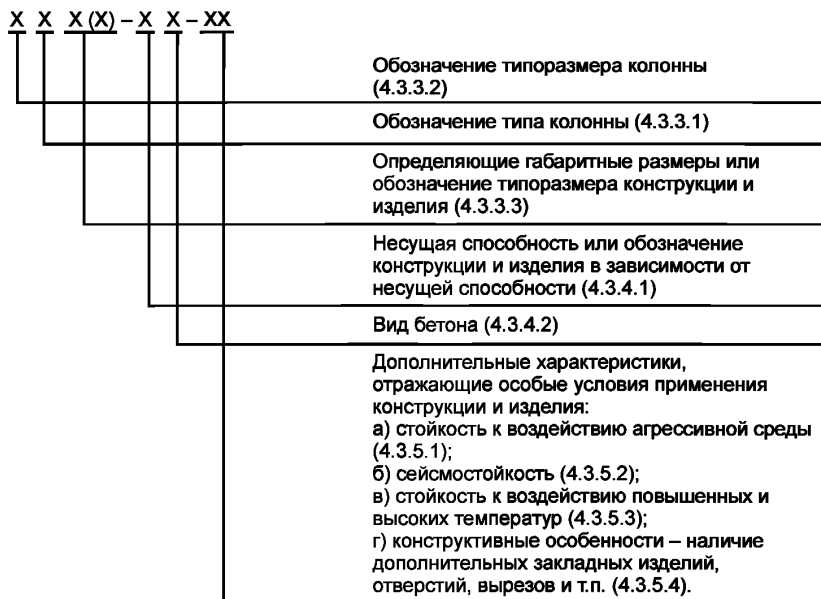 Х Х Х (Х) – Х Х – ХХ
Обозначение типоразмера колонны
(4.3.3.2)
Обозначение типа колонны (4.3.3.1)
Определяющие габаритные размеры или
обозначение типоразмера конструкции и
изделия (4.3.3.3)
Несущая способность или обозначение
конструкции и изделия в зависимости от
несущей способности (4.3.4.1)
Вид бетона (4.3.4.2)
Дополнительные характеристики,
отражающие особые условия применения
конструкции и изделия:
а) стойкость к воздействию агрессивной среды
(4.3.5.1);
б) сейсмостойкость (4.3.5.2);
в) стойкость к воздействию повышенных и
высоких температур (4.3.5.3);
г) конструктивные особенности – наличие
дополнительных закладных изделий,
отверстий, вырезов и т.п. (4.3.5.4).